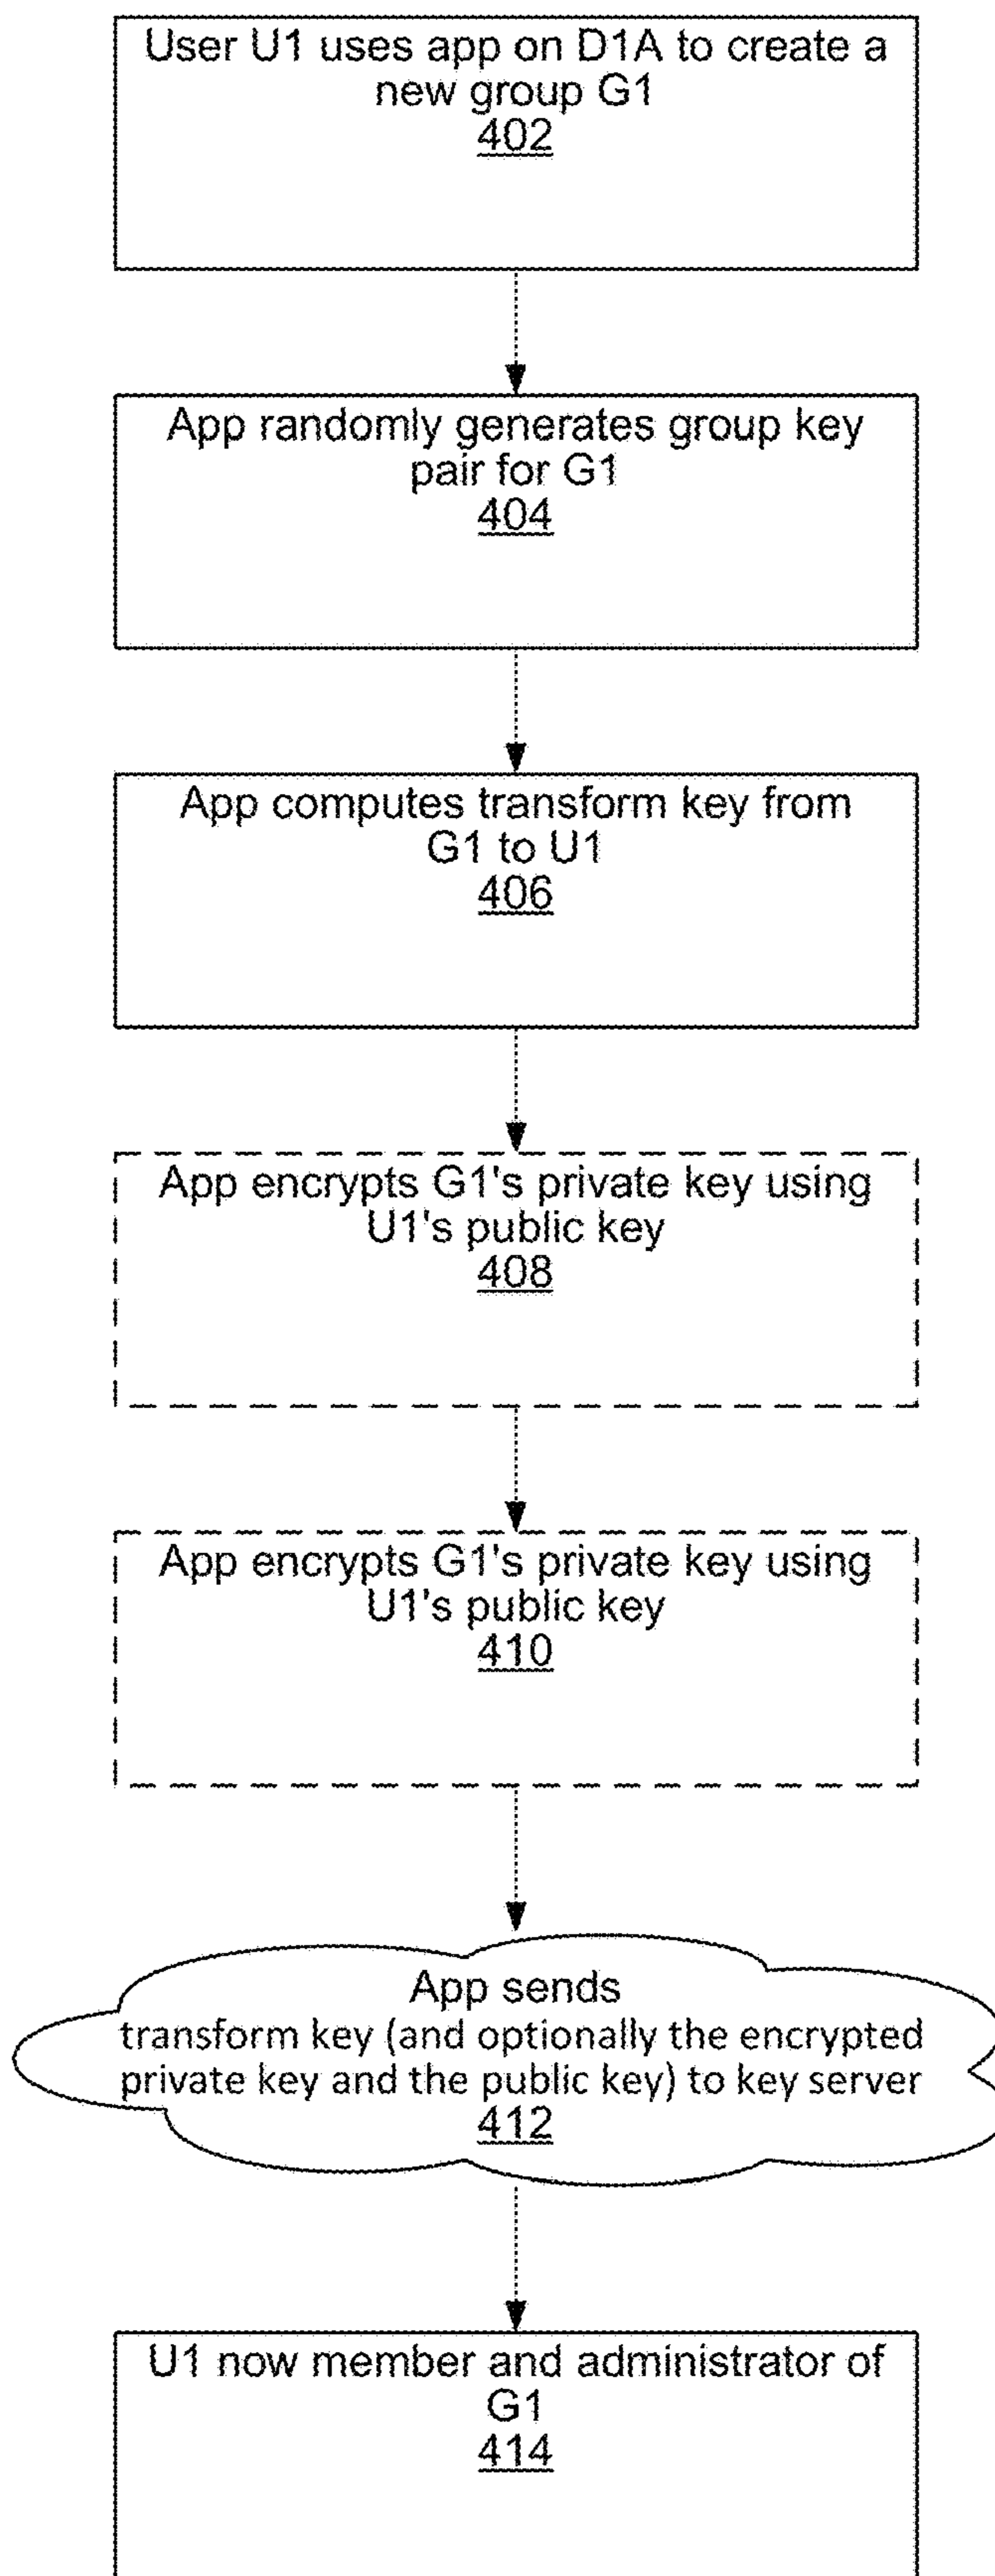 User U1 uses app on D1A to create a
new group G1
402
App randomly generates group key
pair for G1
404
App computes transform key from
G1 to U1
406
App encrypts G1's private key using
U1's public key
408
App encrypts G1's private key using
U1's public key
410
App sends
transform key (and optionally the encrypted
private key and the public key) to key server
412
U1 now member and administrator of
G1
414